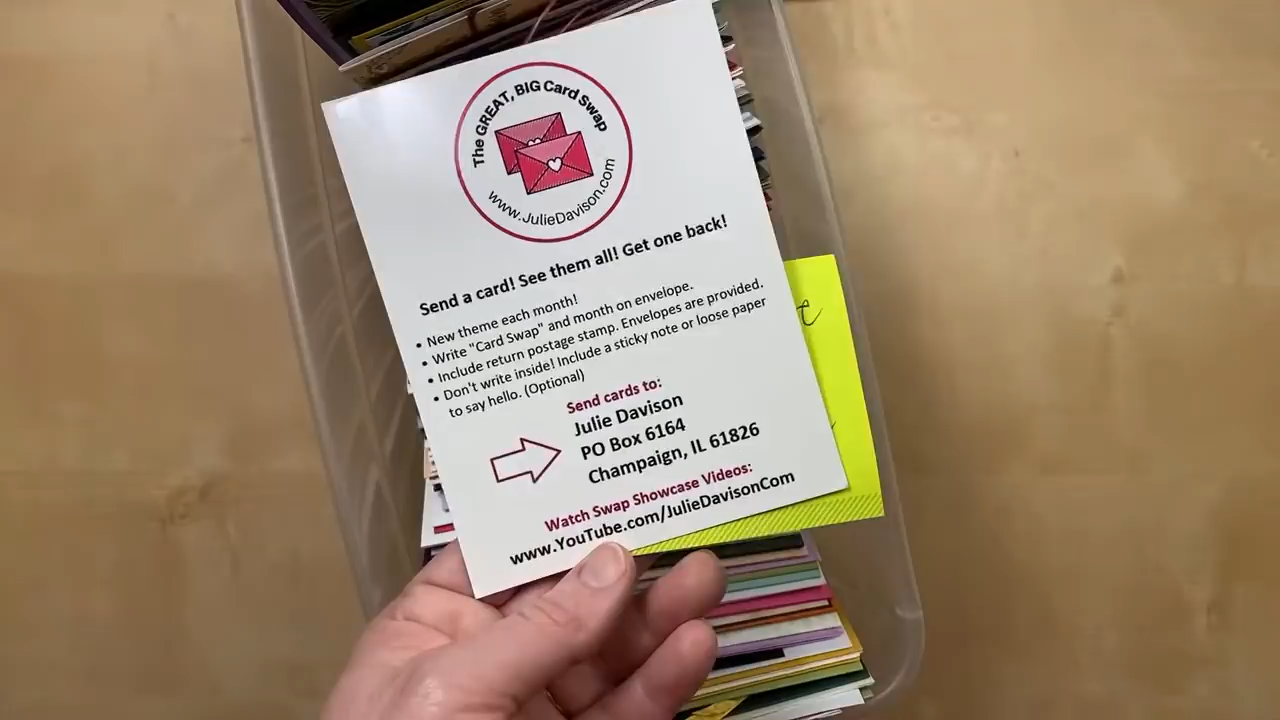 The GREAT, BIG Card Swap
www.JulieDavison.com
Send a card! See them all! Get one back!
• New theme each month!
• Write "Card Swap" and month on envelope.
• Include return postage stamp. Envelopes are provided.
• Don't write inside! Include a sticky note or loose paper
to say hello. (Optional)
Send cards to:
Julie Davison
PO Box 6164
Champaign, IL 61826
Watch Swap Showcase Videos:
www.YouTube.com/JulieDavisonCom